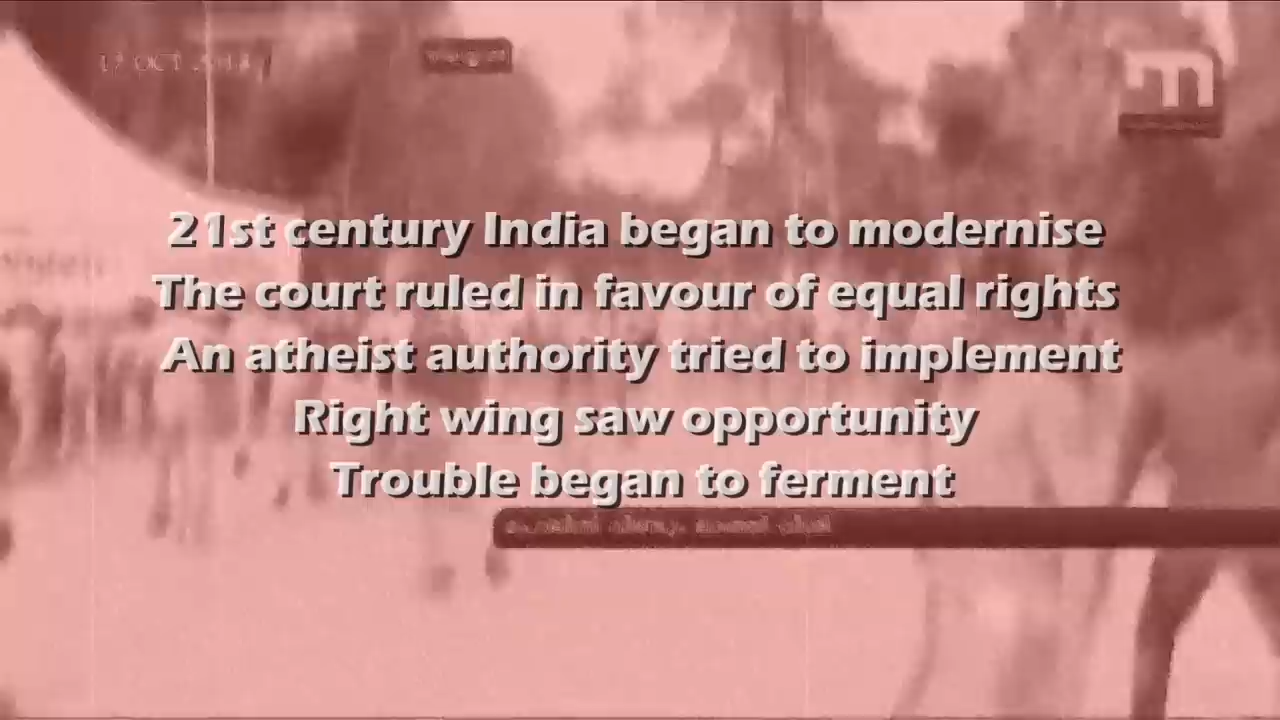 21st century India began to modernise
The court ruled in favour of equal rights
An atheist authority tried to implement
Right wing saw opportunity
Trouble began to ferment